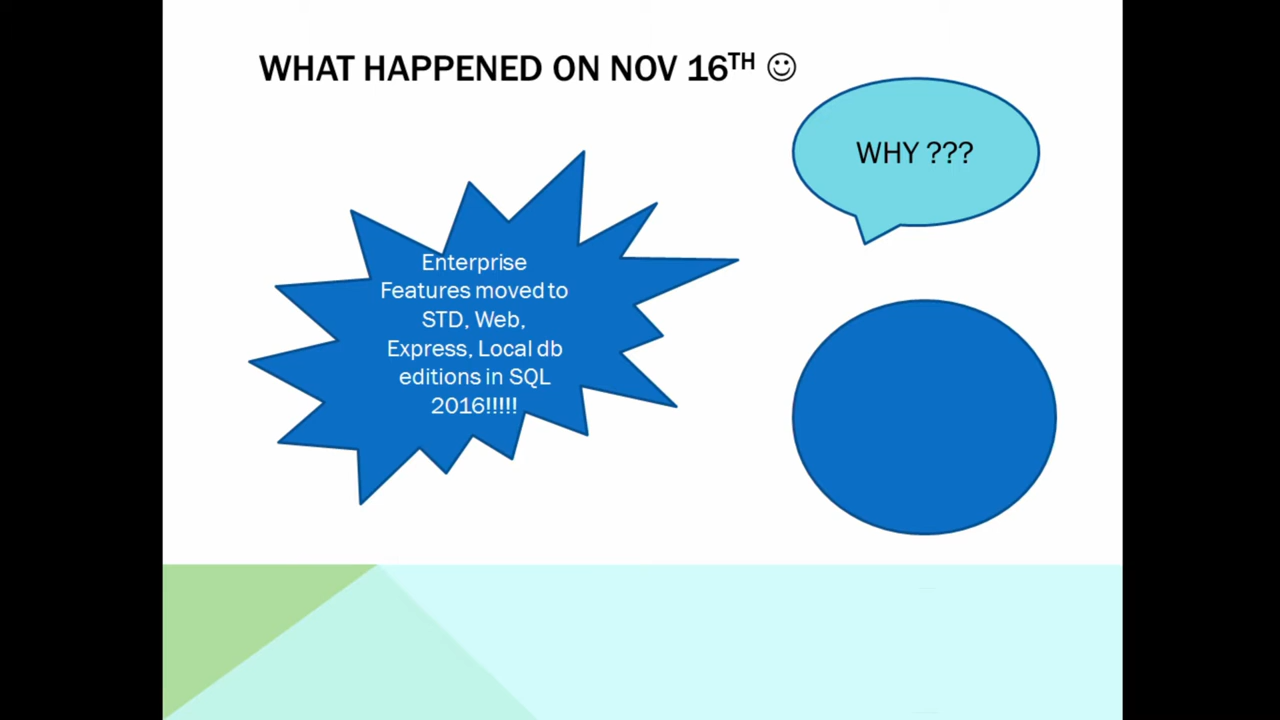 WHAT HAPPENED ON NOV 16TH ☺
WHY ???
Enterprise
Features moved to
STD, Web,
Express, Local db
editions in SQL
2016!!!!!